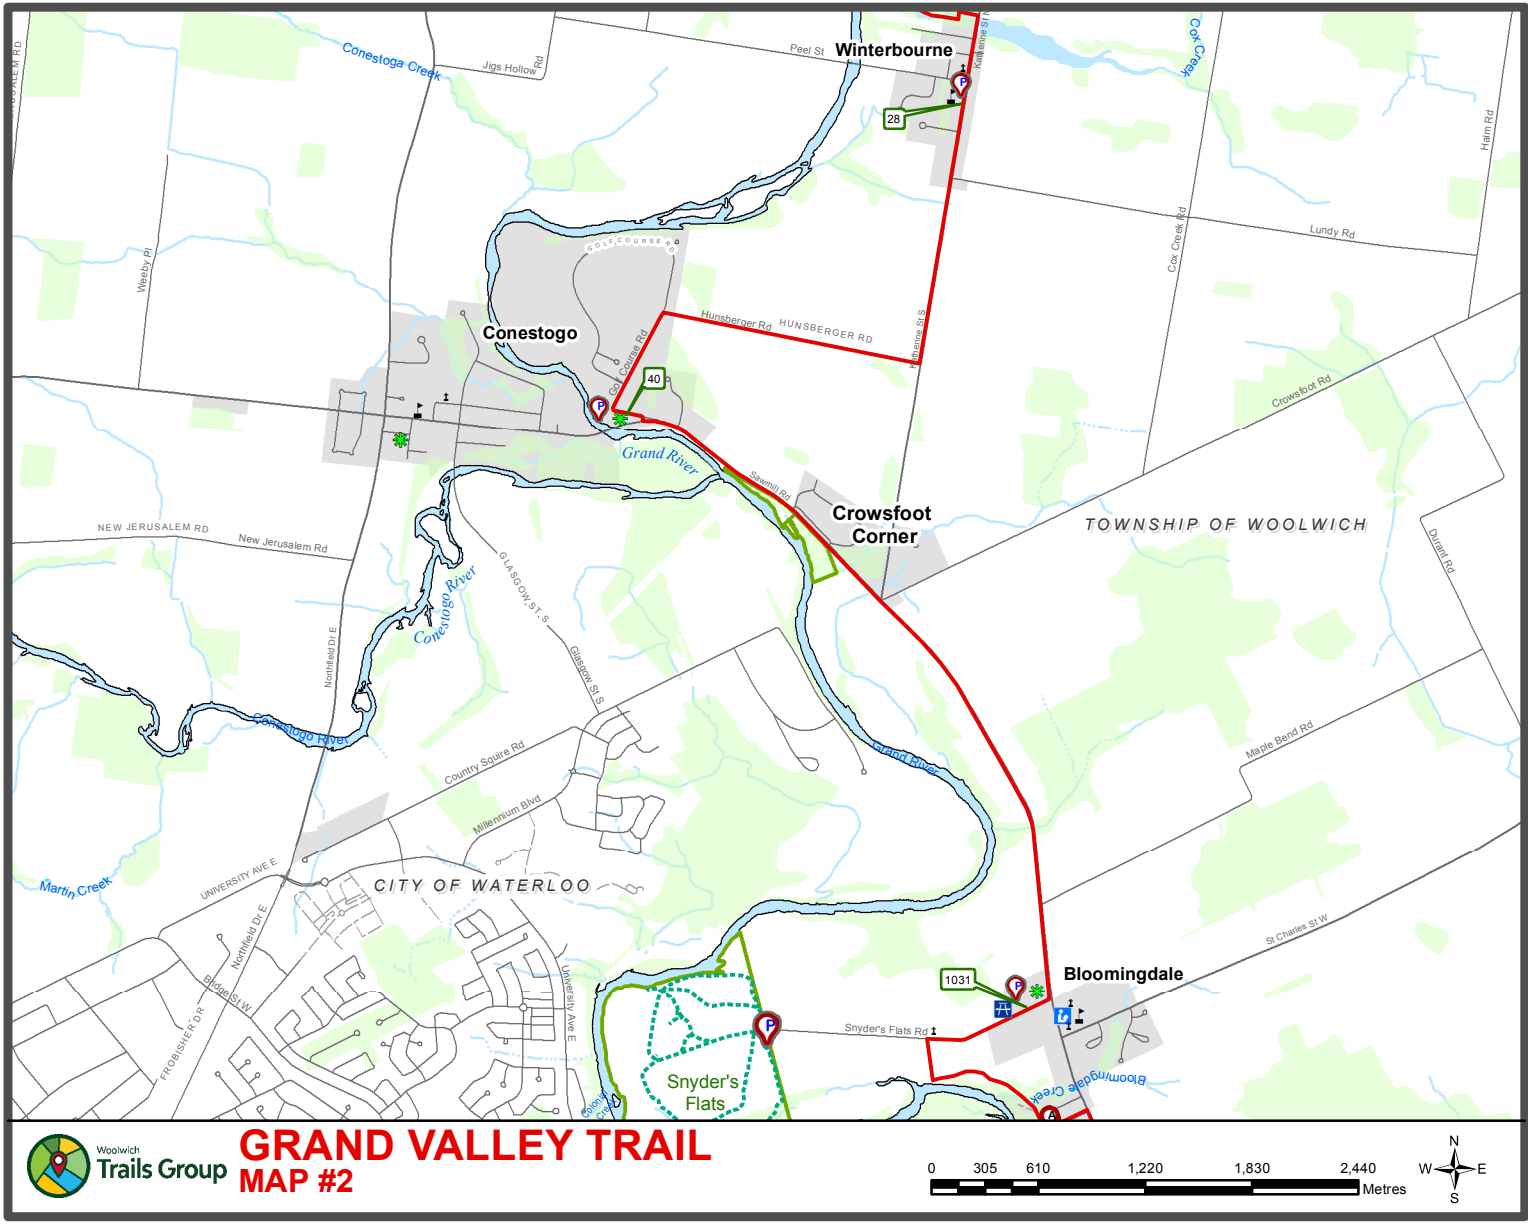 Winterbourne
Peel St
Katherine St N
Cox Creek
Conestoga Creek
Jigs Hollow Rd
JERUSALEM RD
P
28
Halm Rd
Weeby Pl
GOLF COURSE RD
Cox Creek Rd
Lundy Rd
Conestogo
Hunsberger Rd
HUNSBERGER RD
Golf Course Rd
Katherine St S
40
P
Crowsfoot Rd
Grand River
Sawmill Rd
Crowsfoot
Corner
TOWNSHIP OF WOOLWICH
NEW JERUSALEM RD
New Jerusalem Rd
GLASGOW ST. S
Durant Rd
Conestogo River
Northfield Dr E
Glasgow St S
Conestogo River
Country Squire Rd
Grand River
Maple Bend Rd
Millennium Blvd
UNIVERSITY AVE E
Martin Creek
CITY OF WATERLOO
Northfield Dr E
St Charles St W
Bridge St W
University Ave E
1031
P
Bloomingdale
FROBISHER DR
P
Snyder's Flats Rd
Snyder's
Flats
Bloomingdale Creek
A
Woolwich
Trails Group
GRAND VALLEY TRAIL
MAP #2
0 305 610 1,220 1,830 2,440
Metres
N
W E
S